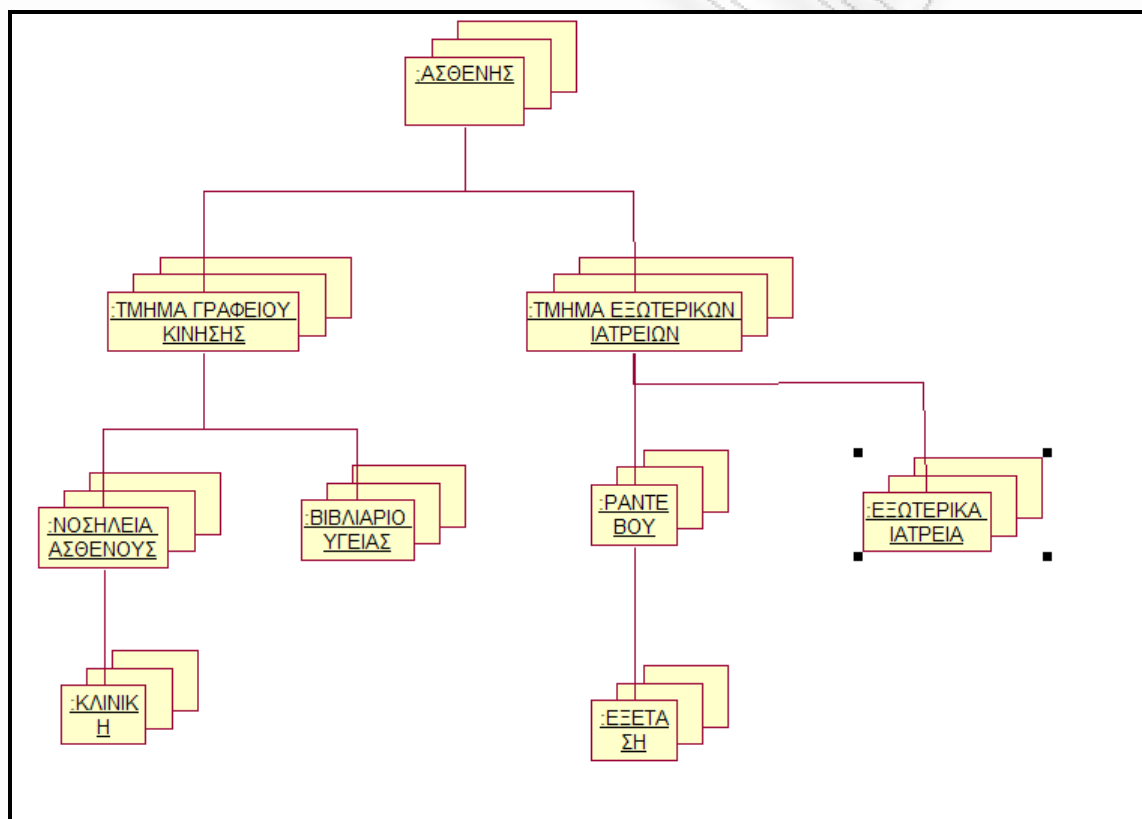 :ΑΣΘΕΝΗΣ
:ΤΜΗΜΑ ΓΡΑΦΕΙΟΥ
ΚΙΝΗΣΗΣ
:ΤΜΗΜΑ ΕΞΩΤΕΡΙΚΩΝ
ΙΑΤΡΕΙΩΝ
:ΝΟΣΗΛΕΙΑ
ΑΣΘΕΝΟΥΣ
:ΒΙΒΛΙΑΡΙΟ
ΥΓΕΙΑΣ
:ΡΑΝΤΕ
ΒΟΥ
:ΕΞΩΤΕΡΙΚΑ
ΙΑΤΡΕΙΑ
:ΚΛΙΝΙΚ
Η
:ΕΞΕΤΑ
ΣΗ